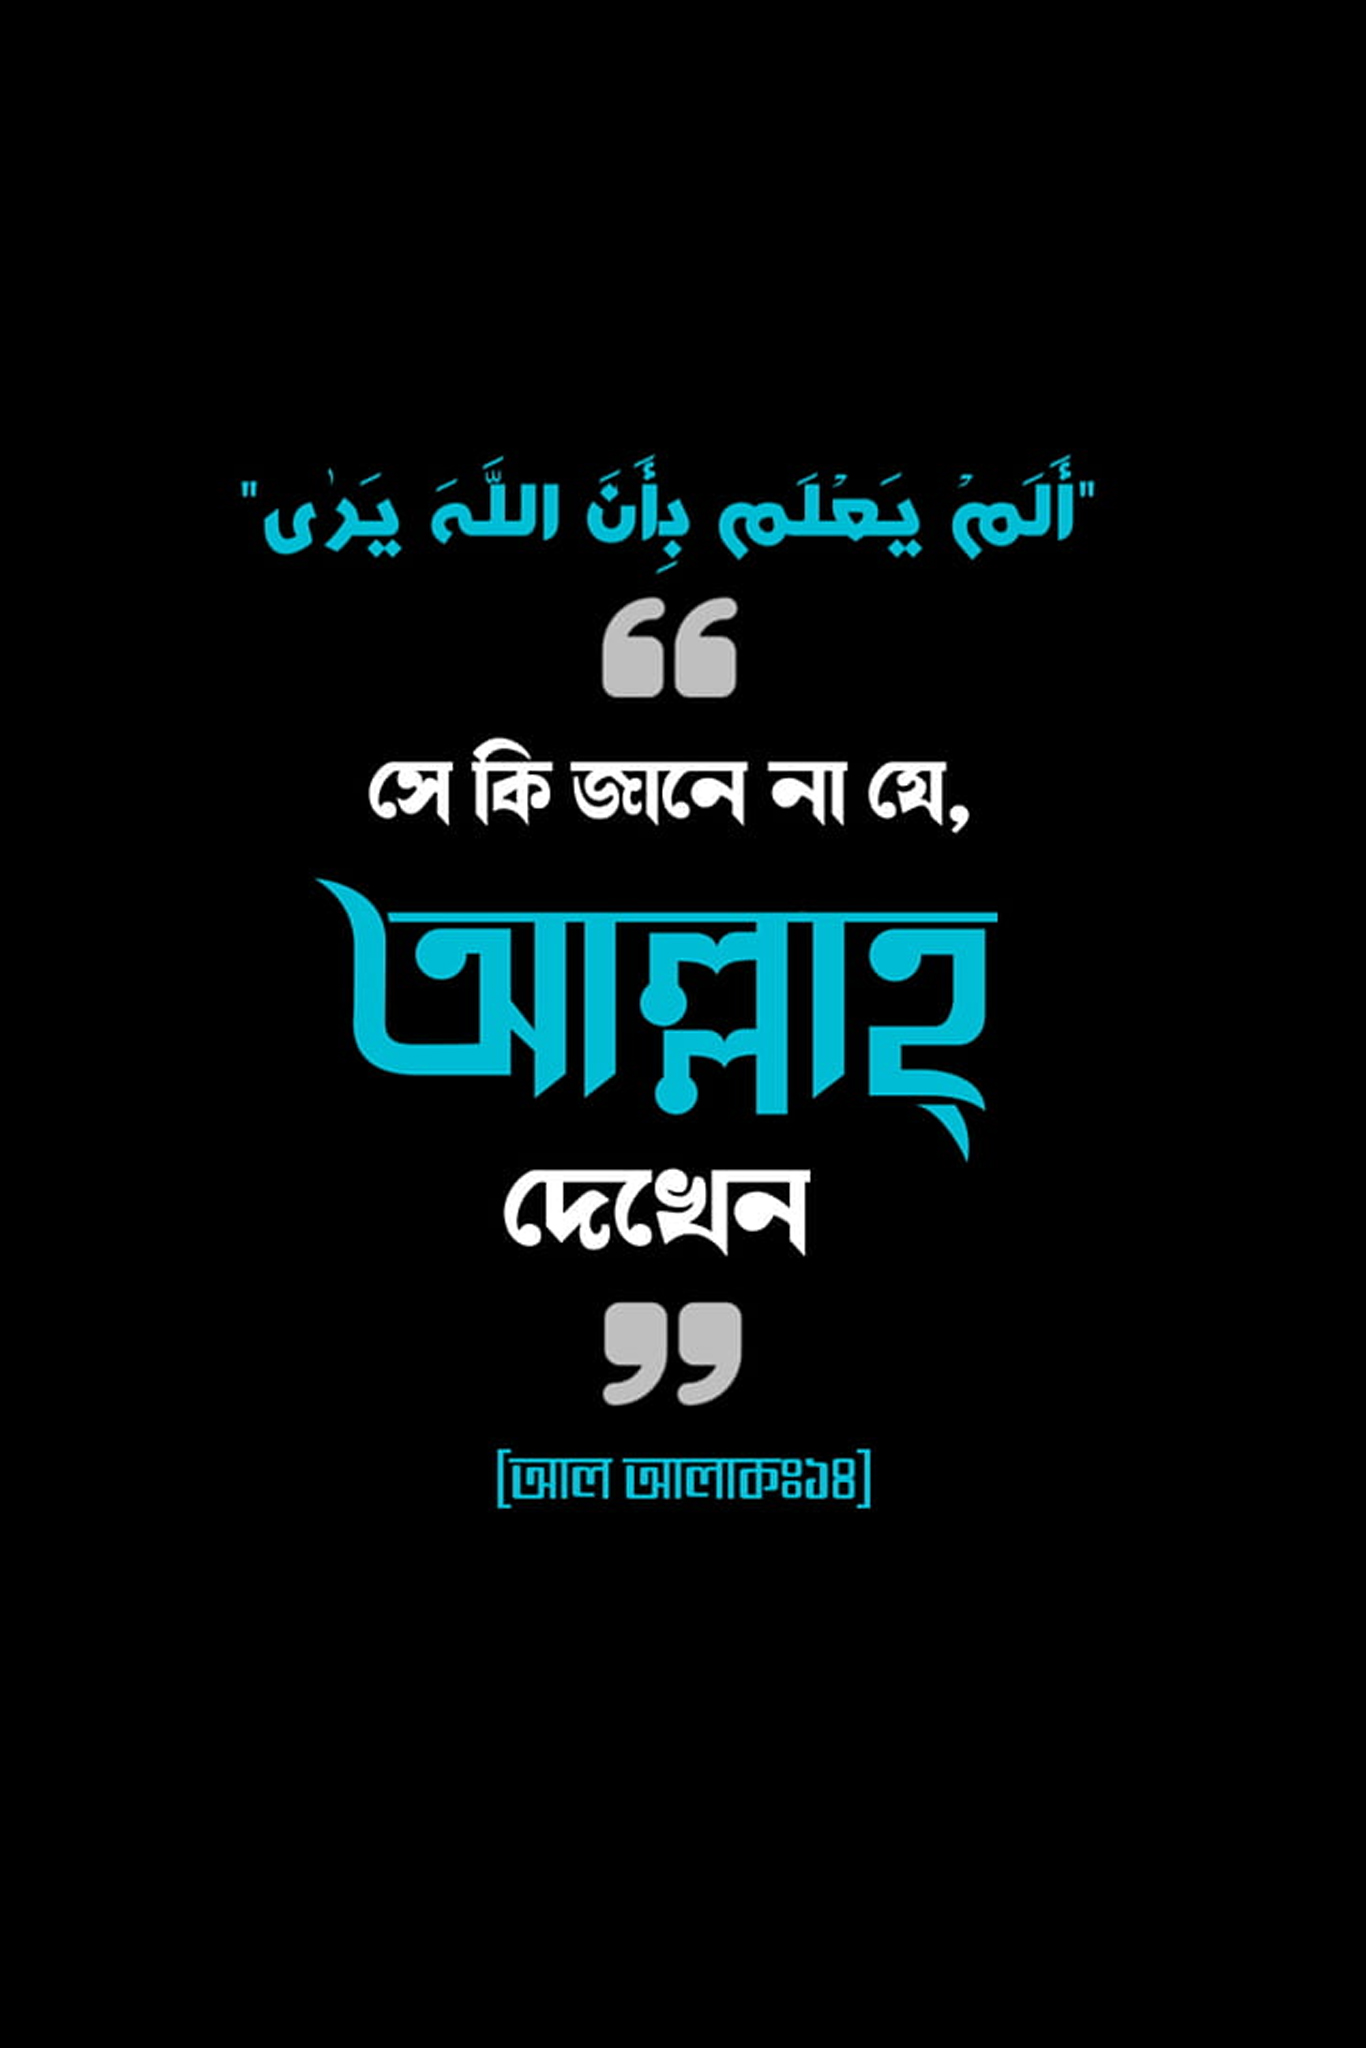 "أَلَمۡ يَعۡلَم بِأَنَّ اللَّهَ يَرٰى"
“
সে কি জানে না যে,
আল্লাহ্
দেখেন
”
[আল আলাকঃ১৪]